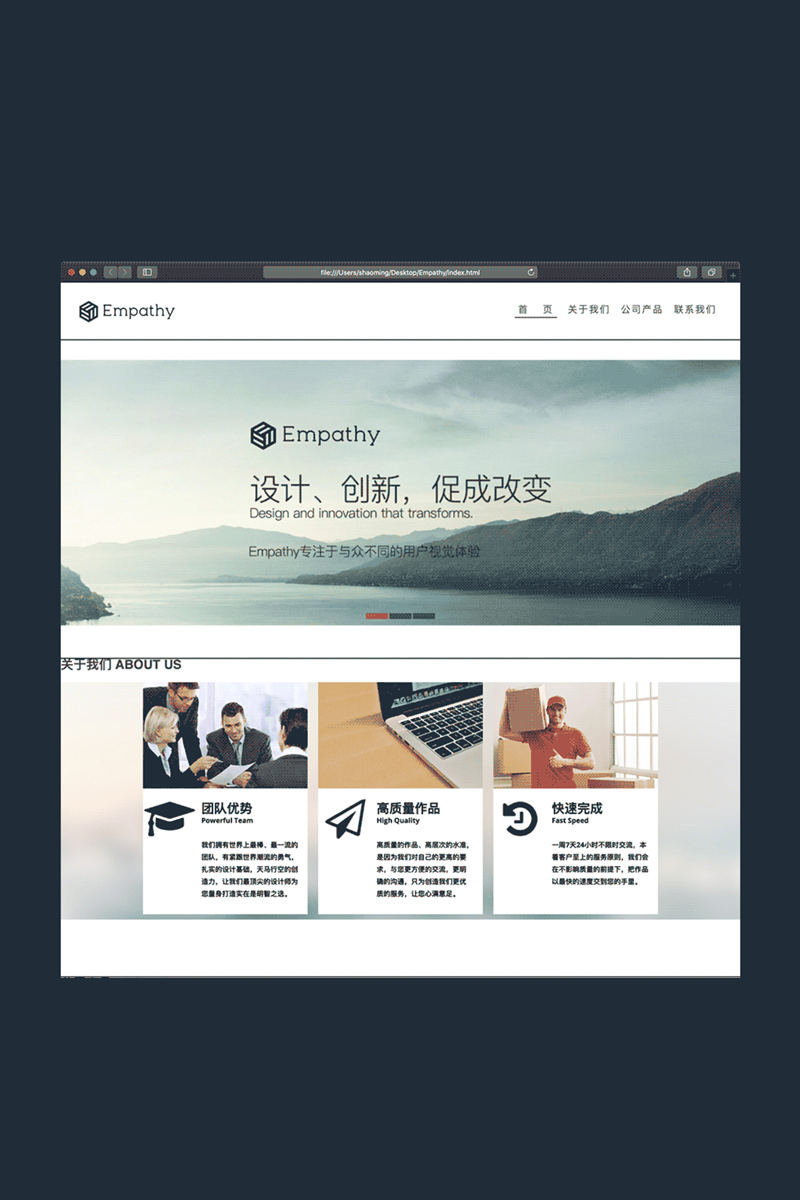 file:///Users/shaoming/Desktop/Empathy/index.html
Empathy
首 页 关于我们 公司产品 联系我们
Empathy
设计、创新，促成改变
Design and innovation that transforms.
Empathy专注于与众不同的用户视觉体验
关于我们 ABOUT US
团队优势
Powerful Team
我们拥有世界上最棒、最一流的
团队，有紧跟世界潮流的勇气，
扎实的设计基础，天马行空的创
造力，让我们最顶尖的设计师为
您量身打造实在是明智之选。
高质量作品
High Quality
高质量的作品、高层次的水准，
是因为我们对自己的更高的要
求，与您更方便的交流，更明
确的沟通。只为创造我们更优
质的服务，让您心满意足。
快速完成
Fast Speed
一周7天24小时不限时交流，本
着客户至上的服务原则，我们会
在不影响质量的前提下，把作品
以最快的速度交到您的手里。